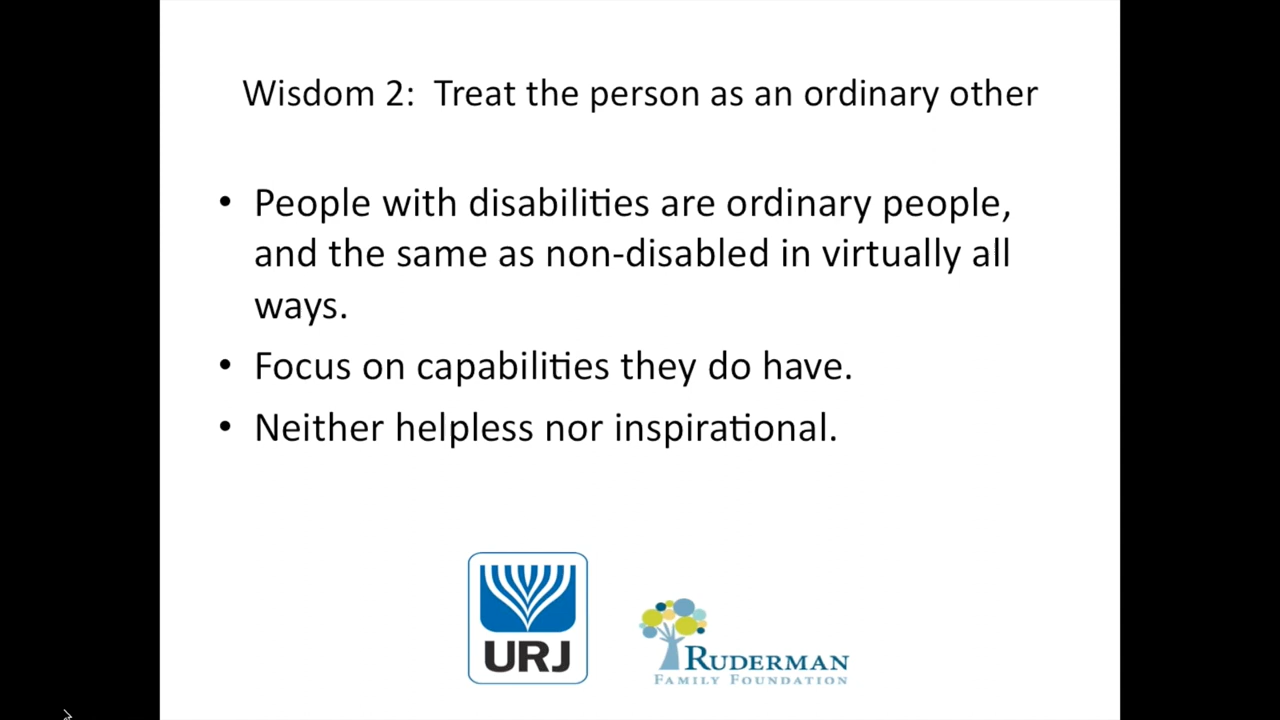 Wisdom 2:  Treat the person as an ordinary other
• People with disabilities are ordinary people,
and the same as non-disabled in virtually all
ways.
• Focus on capabilities they do have.
• Neither helpless nor inspirational.
URJ
RUDERMAN
FAMILY FOUNDATION